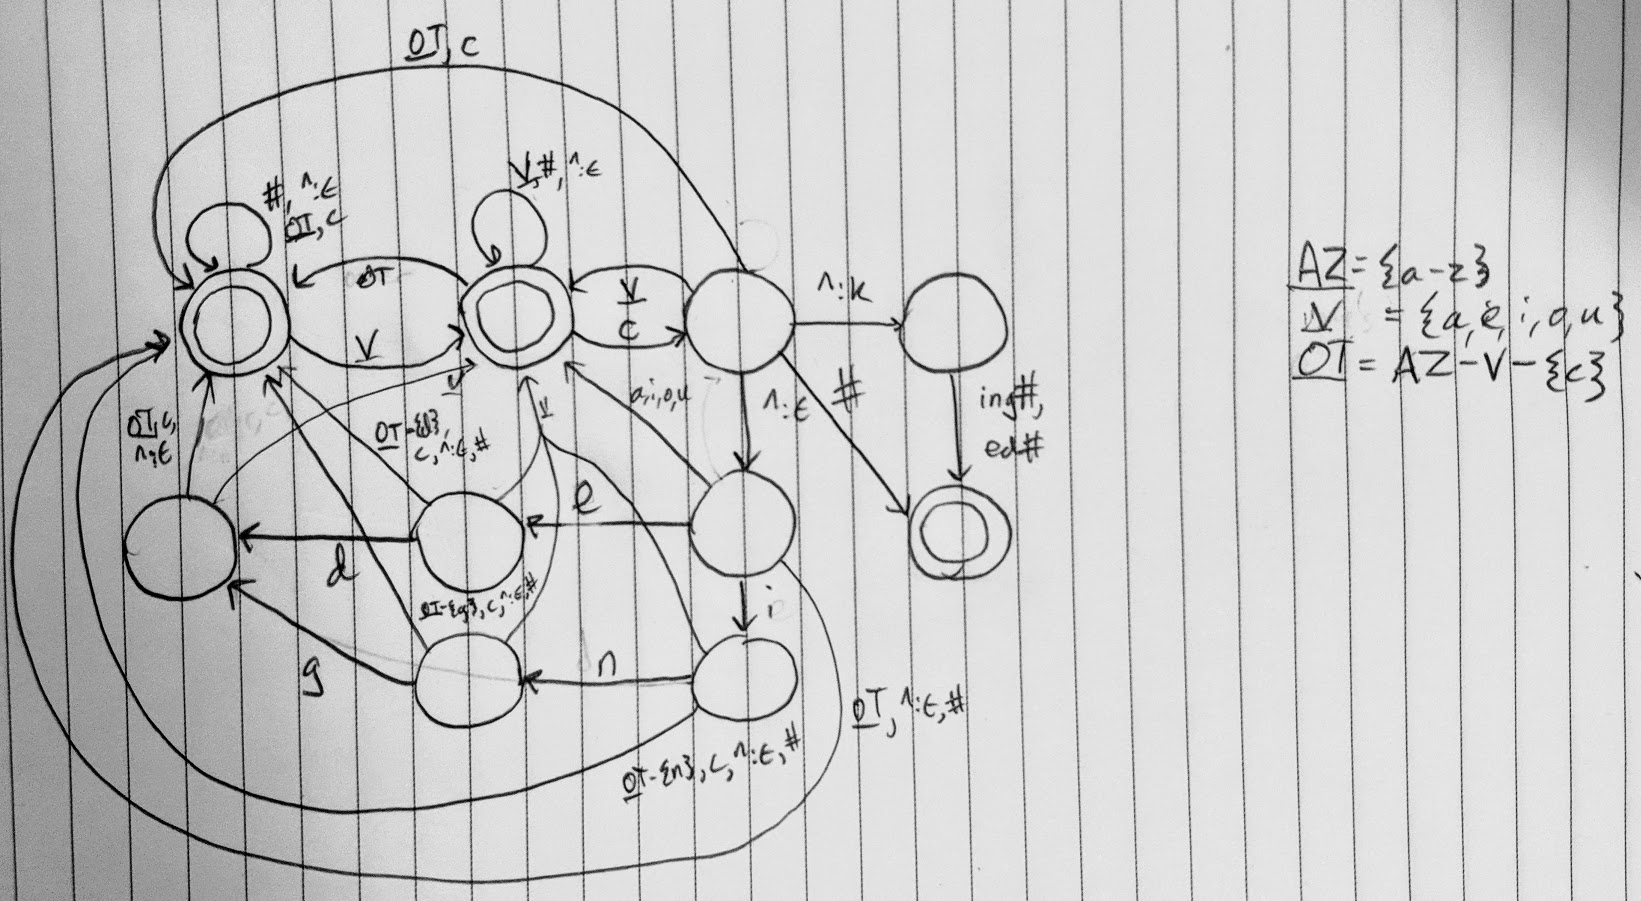 OT, c
#, ^:ϵ
OT, c
V, #, ^:ϵ
OT
V
V
c
^:k
#
^:ϵ
ing#,
ed#
a,i,o,u
V
V
OT, c,
^:ϵ
OT-{d},
c, ^:ϵ, #
e
d
i
OT-{g}, c, ^:ϵ, #
g
n
OT, ^:ϵ, #
OT-{n}, c, ^:ϵ, #
AZ = {a-z}
V = {a, e, i, o, u}
OT = AZ - V - {c}